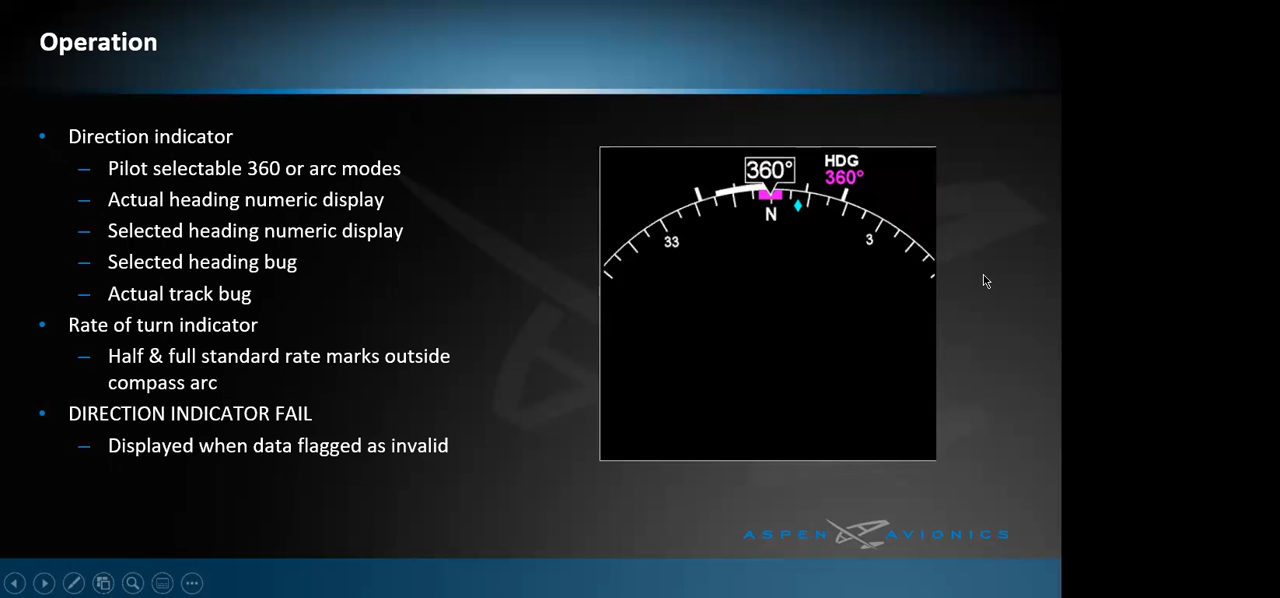 Operation
• Direction indicator
– Pilot selectable 360 or arc modes
– Actual heading numeric display
– Selected heading numeric display
– Selected heading bug
– Actual track bug
• Rate of turn indicator
– Half & full standard rate marks outside
compass arc
• DIRECTION INDICATOR FAIL
– Displayed when data flagged as invalid
360°
HDG
360°
N
33
3
ASPEN AVIONICS